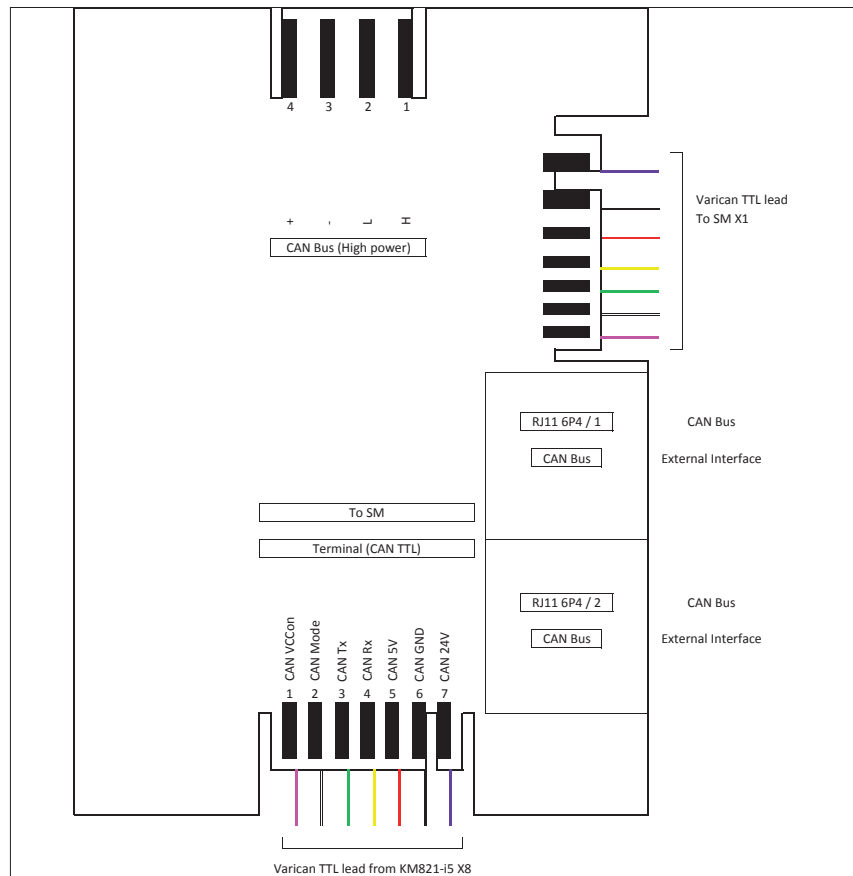 4 3 2 1
+ - L H
CAN Bus (High power)
Varican TTL lead
To SM X1
RJ11 6P4 / 1
CAN Bus
CAN Bus
External Interface
To SM
Terminal (CAN TTL)
RJ11 6P4 / 2
CAN Bus
CAN Bus
External Interface
CAN VCCon
CAN Mode
CAN Tx
CAN Rx
CAN 5V
CAN GND
CAN 24V
1 2 3 4 5 6 7
Varican TTL lead from KM821-i5 X8